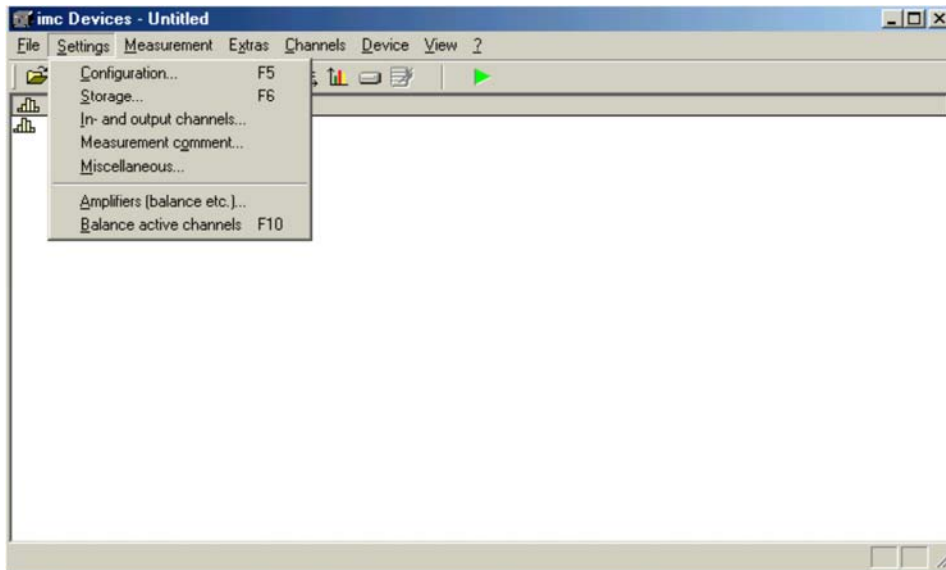 imc Devices - Untitled
File Settings Measurement Extras Channels Device View ?
Configuration... F5
Storage... F6
In- and output channels...
Measurement comment...
Miscellaneous...
Amplifiers (balance etc.)...
Balance active channels F10